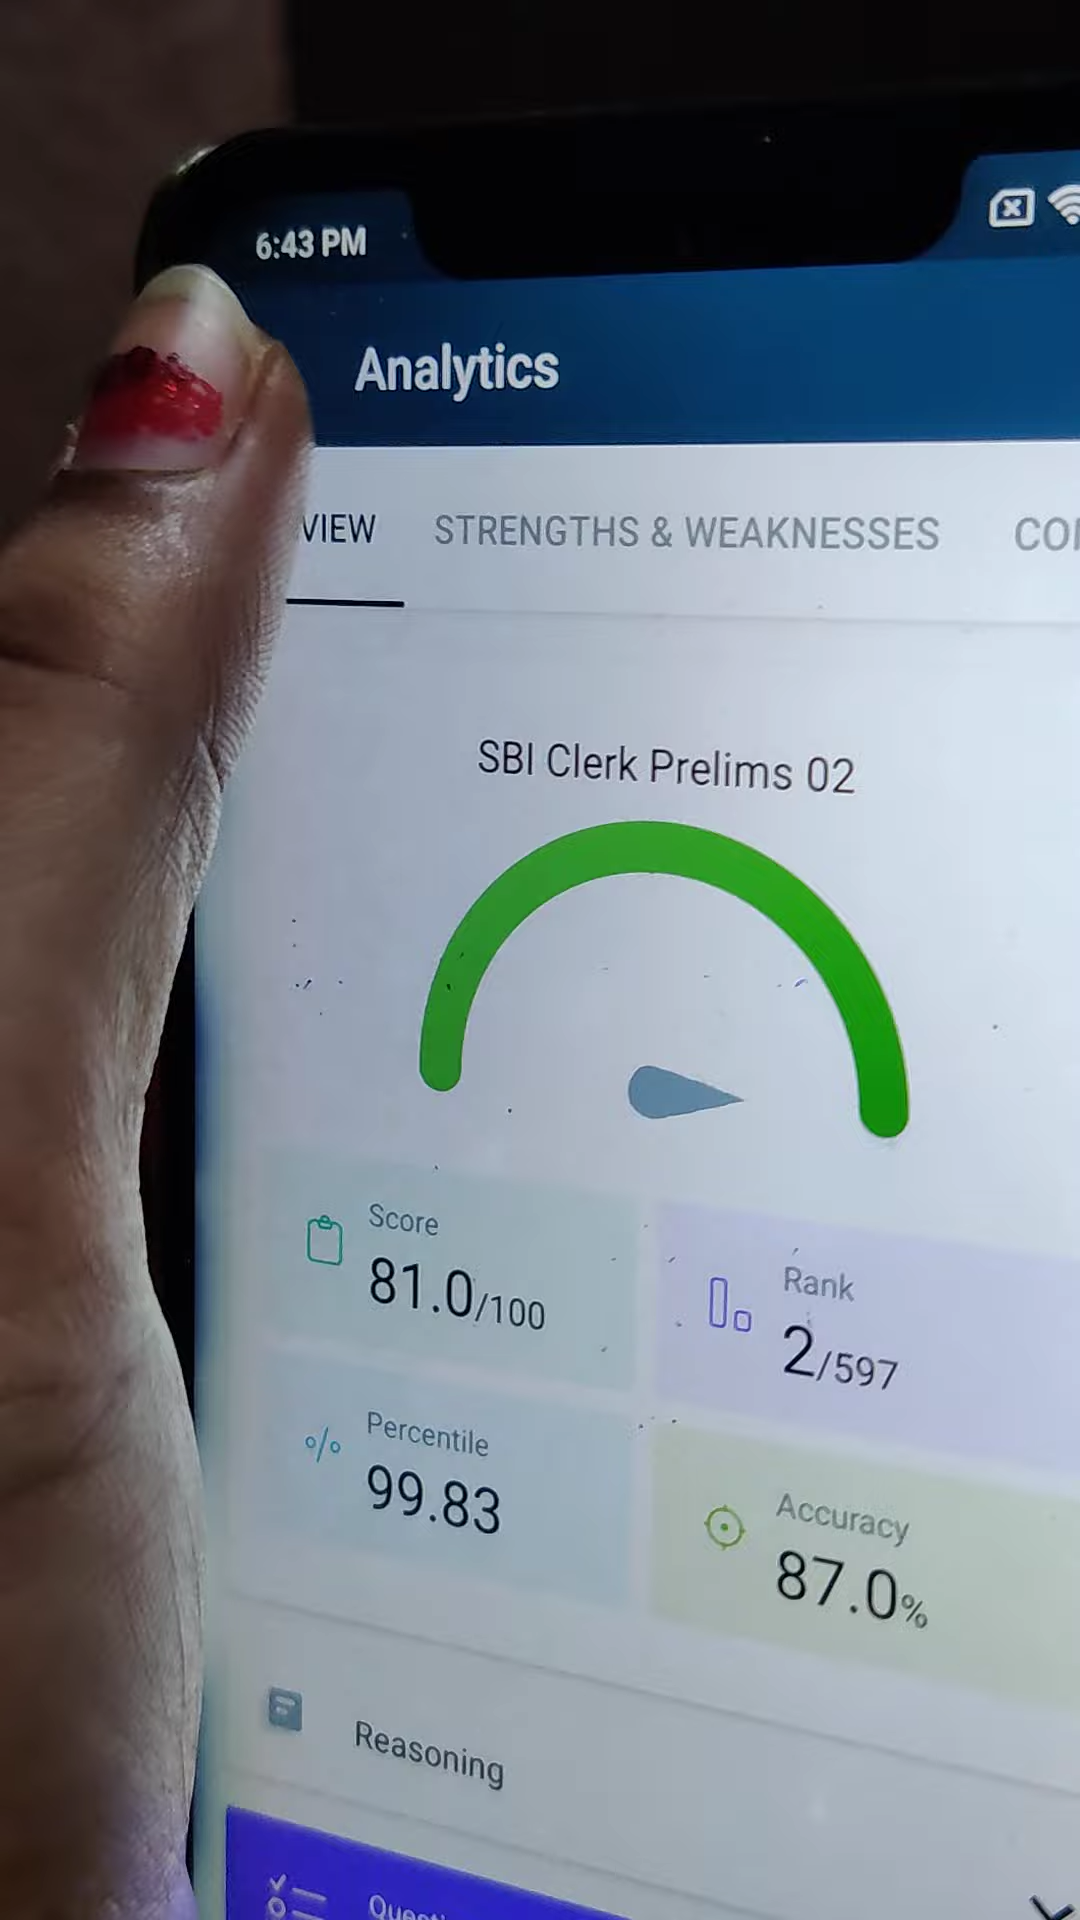 6:43 PM
Analytics
VIEW STRENGTHS & WEAKNESSES
SBI Clerk Prelims 02
Score
81.0/100
Rank
2/597
Percentile
99.83
Accuracy
87.0%
Reasoning